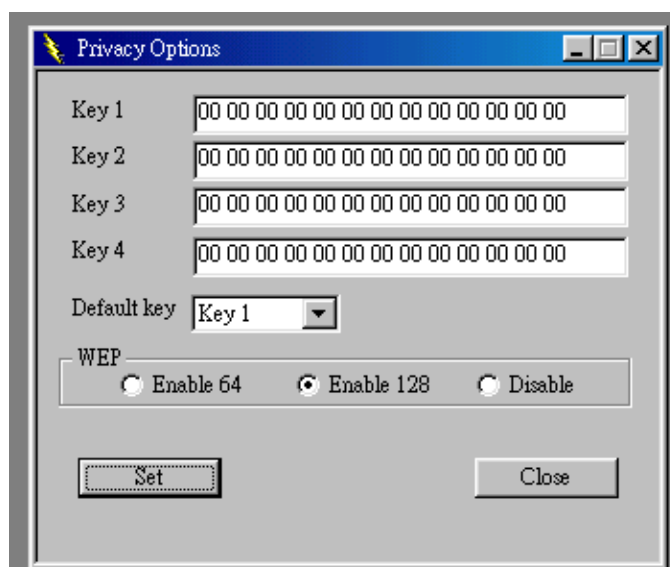 Privacy Options
Key 1 00 00 00 00 00 00 00 00 00 00 00 00 00
Key 2 00 00 00 00 00 00 00 00 00 00 00 00 00
Key 3 00 00 00 00 00 00 00 00 00 00 00 00 00
Key 4 00 00 00 00 00 00 00 00 00 00 00 00 00
Default key Key 1
WEP
Enable 64 Enable 128 Disable
Set Close